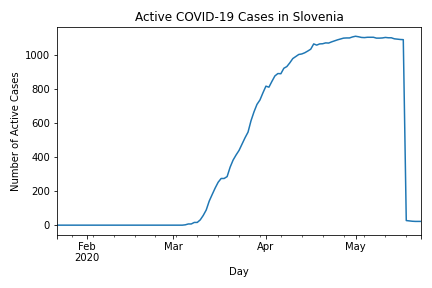 Active COVID-19 Cases in Slovenia
Number of Active Cases
1000
800
600
400
200
0
Feb
2020
Mar
Apr
May
Day